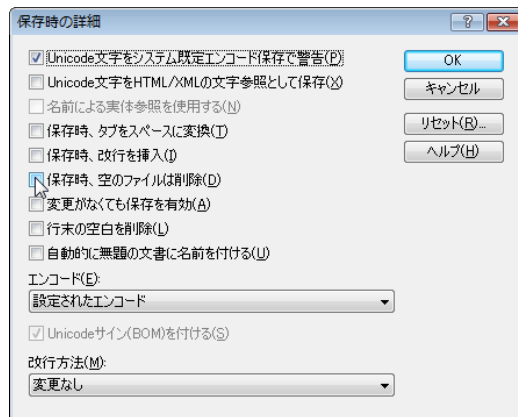 保存時の詳細
Unicode文字をシステム既定エンコード保存で警告(P)
Unicode文字をHTML/XMLの文字参照として保存(X)
名前による実体参照を使用する(N)
保存時、タブをスペースに変換(T)
保存時、改行を挿入(I)
保存時、空のファイルは削除(D)
変更がなくても保存を有効(A)
行末の空白を削除(L)
自動的に無題の文書に名前を付ける(U)
エンコード(E):
設定されたエンコード
Unicodeサイン(BOM)を付ける(S)
改行方法(M):
変更なし
OK
キャンセル
リセット(R)...
ヘルプ(H)